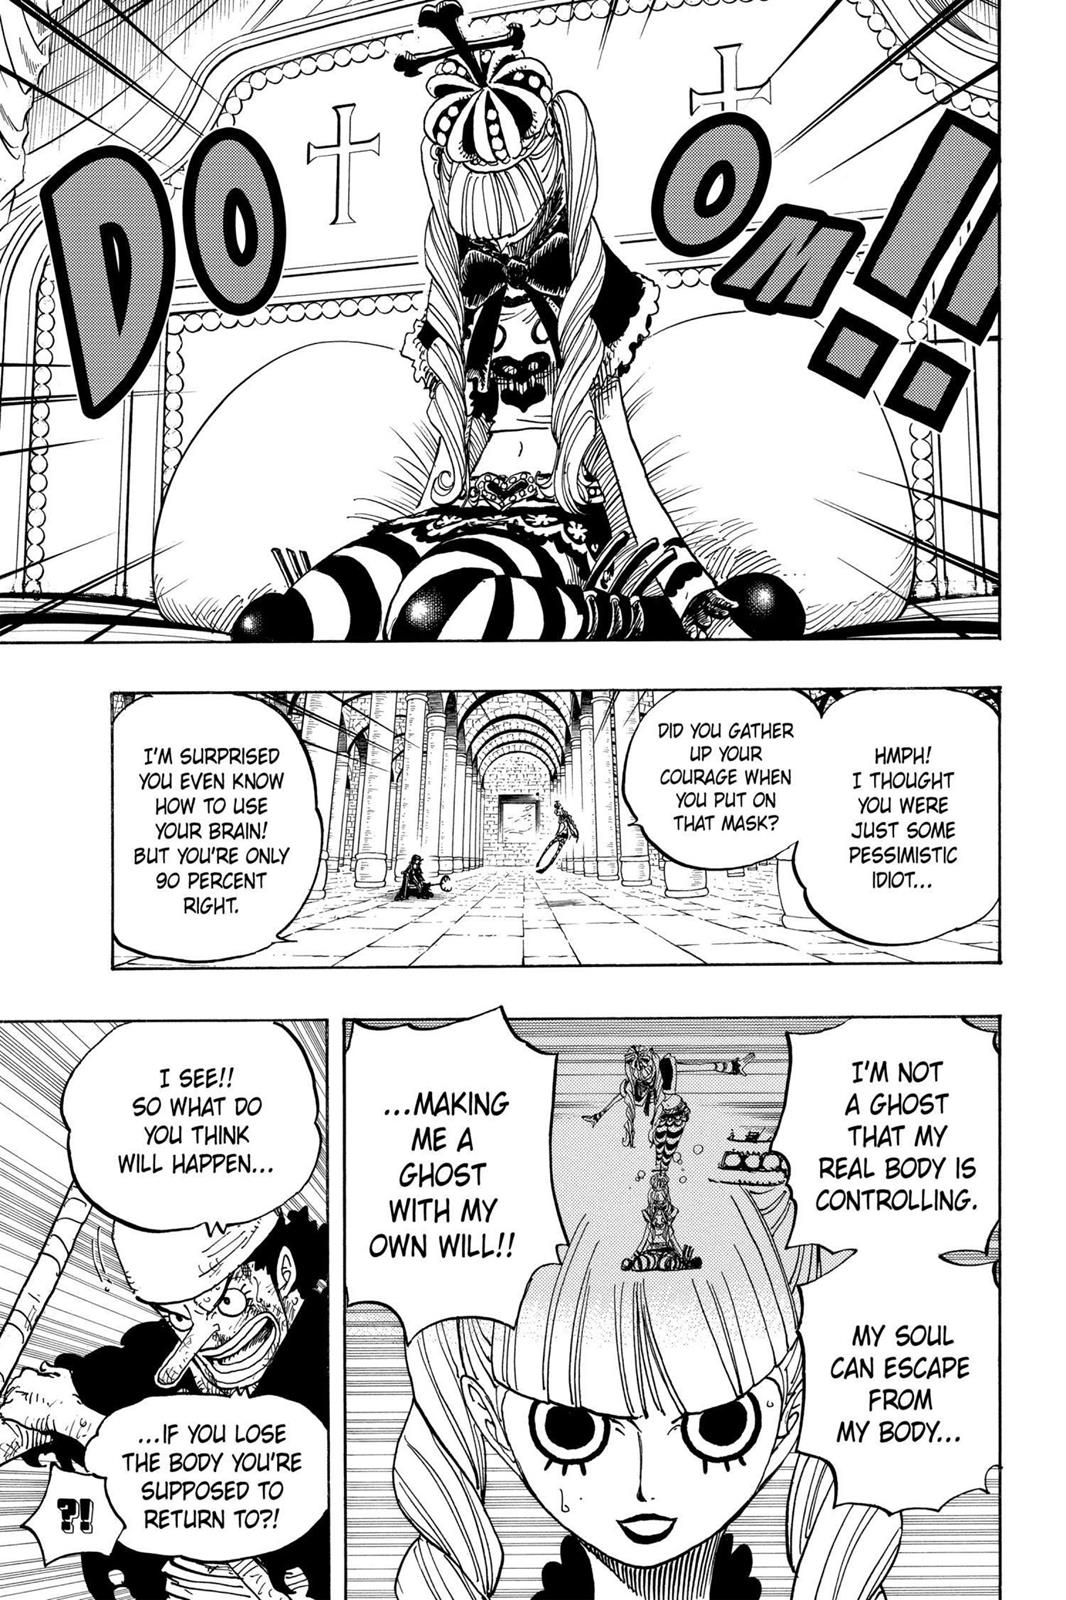 DOOM!!
HMPH!
I THOUGHT
YOU WERE
JUST SOME
PESSIMISTIC
IDIOT...
DID YOU GATHER
UP YOUR
COURAGE WHEN
YOU PUT ON
THAT MASK?
I'M SURPRISED
YOU EVEN KNOW
HOW TO USE
YOUR BRAIN!
BUT YOU'RE ONLY
90 PERCENT
RIGHT.
I'M NOT
A GHOST
THAT MY
REAL BODY IS
CONTROLLING.
MY SOUL
CAN ESCAPE
FROM
MY BODY...
...MAKING
ME A
GHOST
WITH MY
OWN WILL!!
I SEE!!
SO WHAT DO
YOU THINK
WILL HAPPEN...
...IF YOU LOSE
THE BODY YOU'RE
SUPPOSED TO
RETURN TO?!
?!